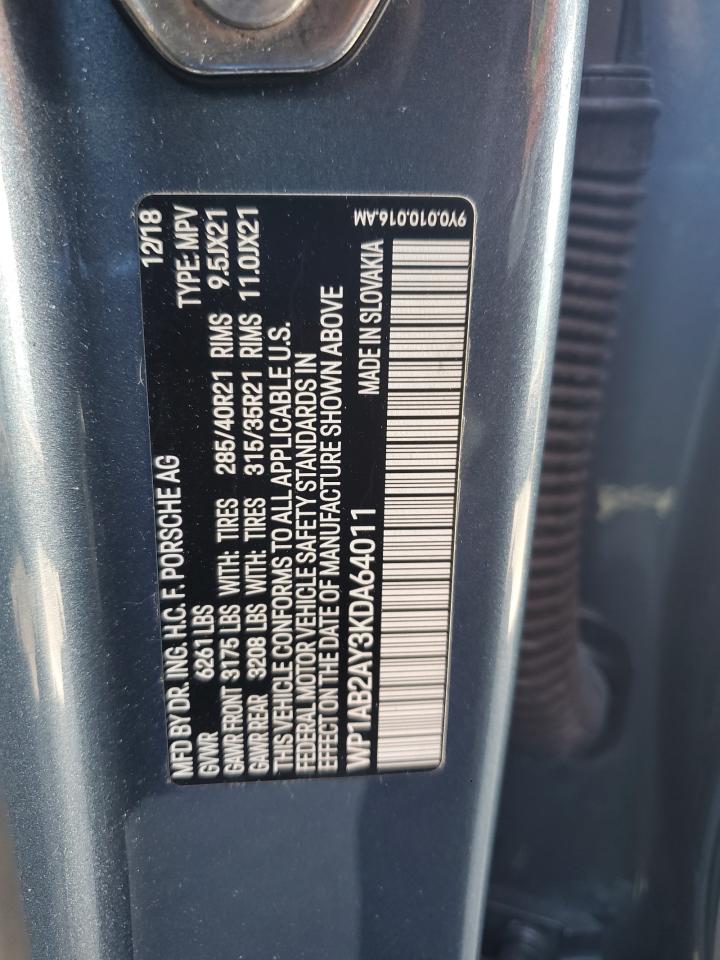 MFD BY DR. ING. H.C. F. PORSCHE AG 12/18
GVWR 6261 LBS TYPE: MPV
GAWR FRONT 3175 LBS WITH: TIRES 285/40R21 RIMS 9.5JX21
GAWR REAR 3208 LBS WITH: TIRES 315/35R21 RIMS 11.0JX21
THIS VEHICLE CONFORMS TO ALL APPLICABLE U.S.
FEDERAL MOTOR VEHICLE SAFETY STANDARDS IN
EFFECT ON THE DATE OF MANUFACTURE SHOWN ABOVE
WP1AB2AY3KDA64011 MADE IN SLOVAKIA
9Y0.010.016.AM